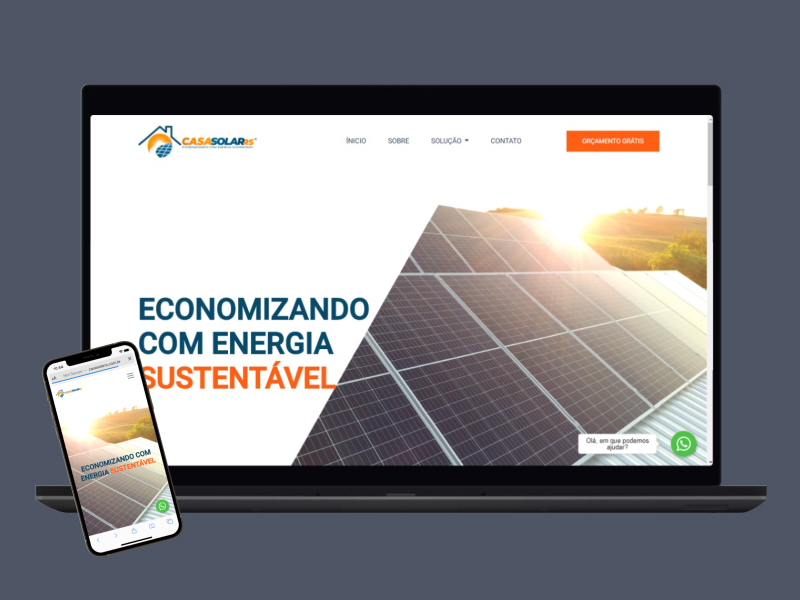 CASASOLARRS
ÍNICIO
SOBRE
SOLUÇÃO
CONTATO
ORÇAMENTO GRÁTIS
ECONOMIZANDO
COM ENERGIA
SUSTENTÁVEL
Olá, em que podemos
ajudar?
ECONOMIZANDO COM
ENERGIA SUSTENTÁVEL